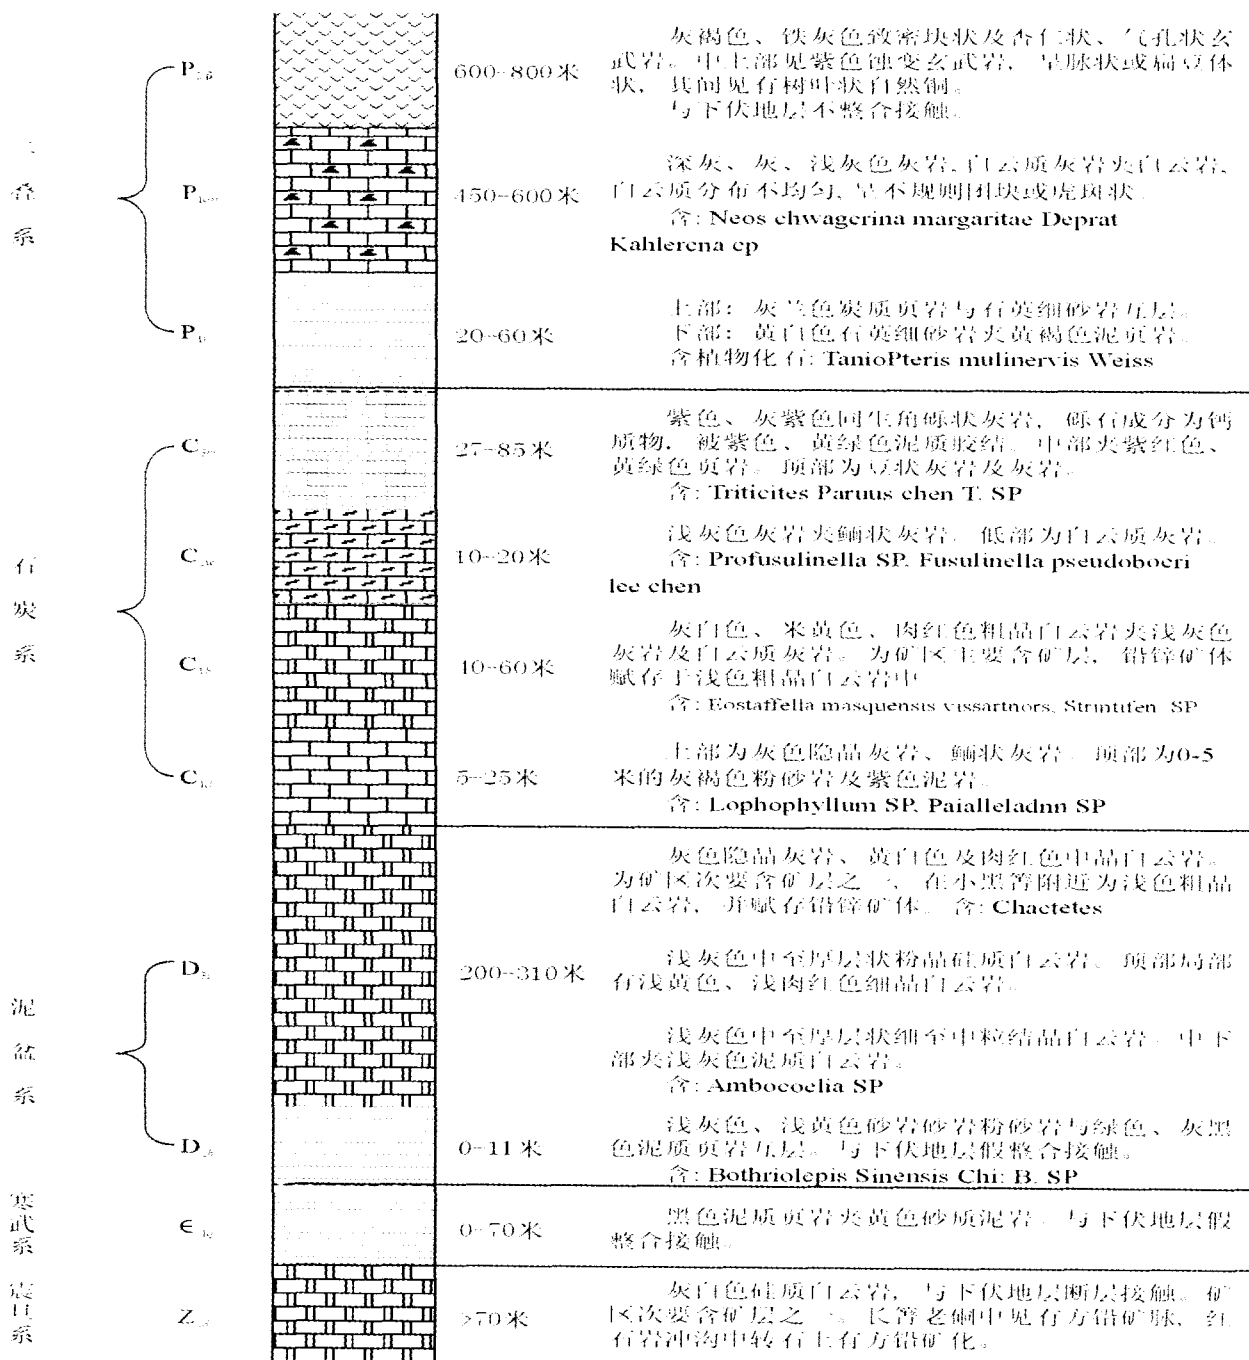 二叠系
P
600-800米
灰褐色、铁灰色致密块状及杏仁状、气孔状玄
武岩。中上部见紫色蚀变玄武岩，呈脉状或扁豆体
状，其间见有树叶状自然铜。
与下伏地层不整合接触。
P
450-600米
深灰、灰、浅灰色灰岩,白云质灰岩夹白云岩,
白云质分布不均匀,呈不规则团块或虎斑状
含: Neos chwagerina margaritae Deprat
Kahlerena cp
P
20-60米
上部: 灰兰色炭质页岩与石英细砂岩互层。
下部: 黄白色石英细砂岩夹黄褐色泥页岩。
含植物化石: TanioPteris mulinervis Weiss
石炭系
C
27-85米
紫色、灰紫色同生角砾状灰岩，砾石成分为钙
质物，被紫色、黄绿色泥质胶结。中部夹紫红色、
黄绿色页岩。顶部为豆状灰岩及灰岩。
含: Triticites Paruus chen T. SP
C
10-20米
浅灰色灰岩夹鲕状灰岩，低部为白云质灰岩。
含: Profusulinella SP. Fusulinella pseudobocri
lee chen
C
40-60米
灰白色、米黄色、肉红色粗晶白云岩夹浅灰色
灰岩及白云质灰岩。为矿区主要含矿层，铅锌矿体
赋存于浅色粗晶白云岩中
含: Eostaffella masquensis vissartnors, Strintifen SP
C
5-25米
上部为灰色隐晶灰岩、鲕状灰岩，顶部为0-5
米的灰褐色粉砂岩及紫色泥岩。
含: Lophophyllum SP. Paialleladnn SP
泥盆系
灰色隐晶灰岩、黄白色及肉红色中晶白云岩。
为矿区次要含矿层之一，在小黑箐附近为浅色粗晶
白云岩，并赋存铅锌矿体。含: Chactetes
D
200-310米
浅灰色中至厚层状粉晶硅质白云岩。顶部局部
有浅黄色、浅肉红色细晶白云岩。
浅灰色中至厚层状细至中粒结晶白云岩，中下
部夹浅灰色泥质白云岩。
含: Ambocoelia SP
D
0-11米
浅灰色、浅黄色砂岩砂岩粉砂岩与绿色、灰黑
色泥质页岩互层。与下伏地层假整合接触。
含: Bothriolepis Sinensis Chi: B. SP
寒武系
Є
0-70米
黑色泥质页岩夹黄色砂质泥岩，与下伏地层假
整合接触。
震旦系
Z
>70米
灰白色硅质白云岩，与下伏地层断层接触。矿
区次要含矿层之一。长箐老硐中见有方铅矿脉，红
石岩冲沟中转石上有方铅矿化。